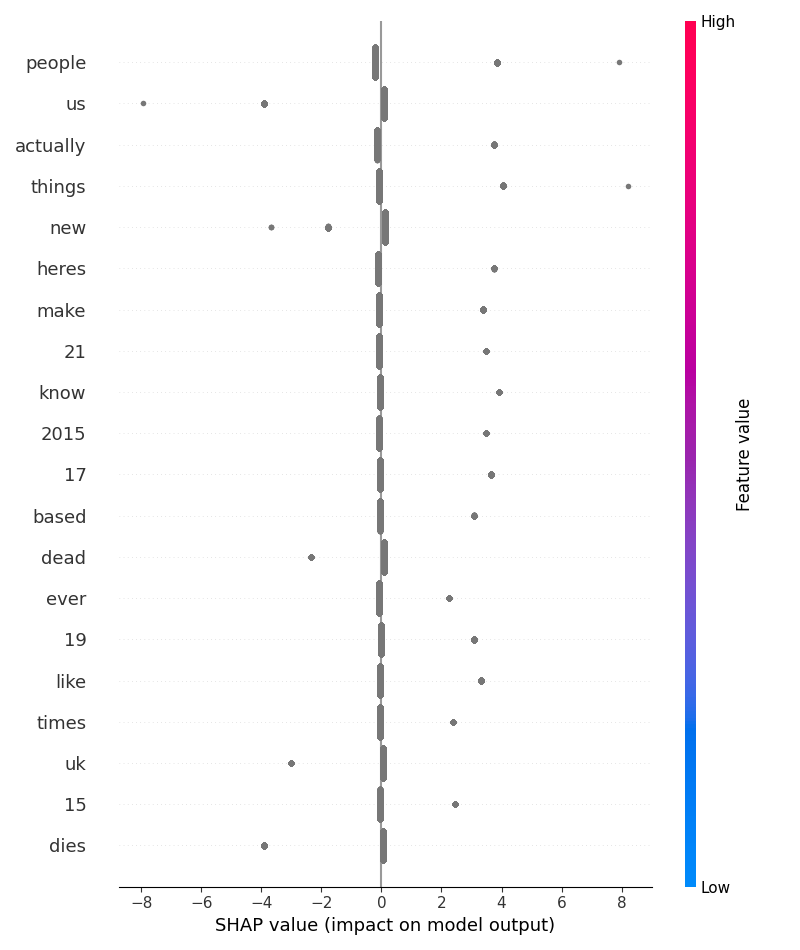 High
people
us
actually
things
new
heres
make
21
know
2015
17
based
dead
ever
19
like
times
uk
15
dies
Feature value
Low
−8 −6 −4 −2 0 2 4 6 8
SHAP value (impact on model output)